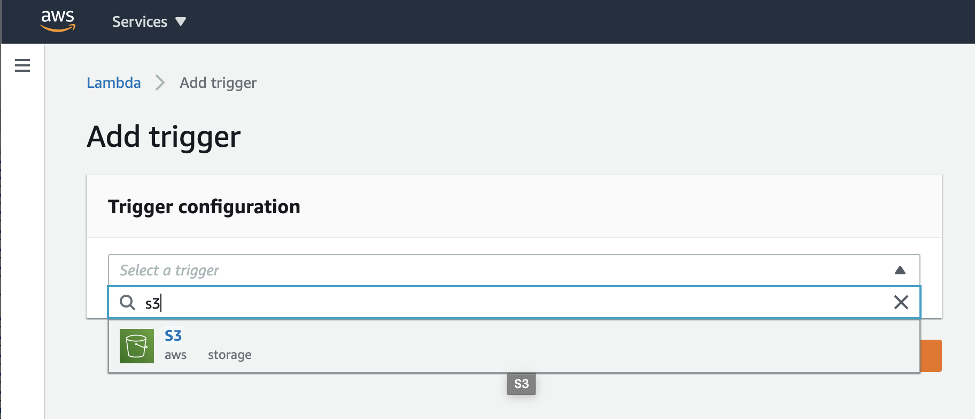 aws
Services
Lambda > Add trigger
Add trigger
Trigger configuration
Select a trigger
s3
S3
aws storage
S3